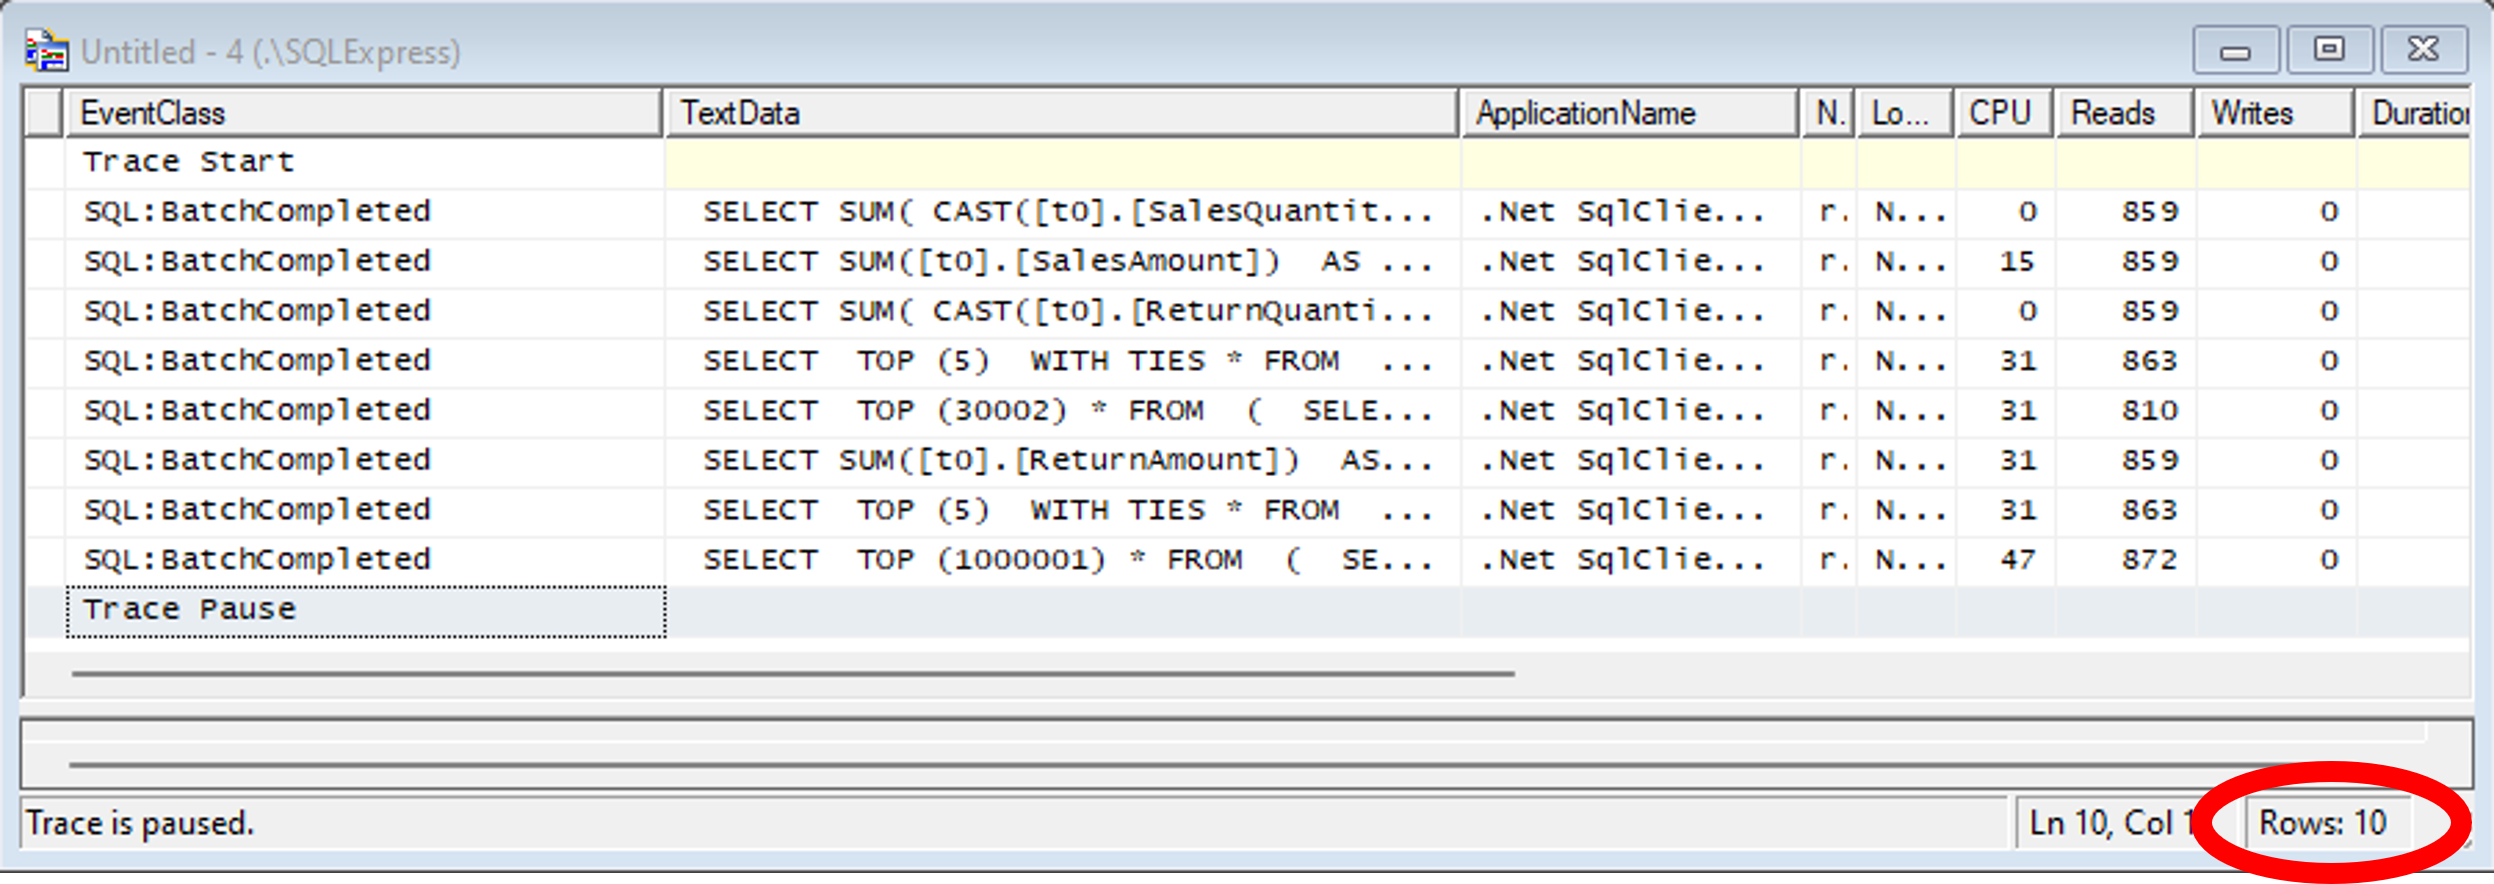 Untitled - 4 (.\SQLExpress)
EventClass TextData ApplicationName N. Lo... CPU Reads Writes Duration
Trace Start
SQL:BatchCompleted SELECT SUM( CAST([t0].[SalesQuantit... .Net SqlClie... r. N... 0 859 0
SQL:BatchCompleted SELECT SUM([t0].[SalesAmount]) AS ... .Net SqlClie... r. N... 15 859 0
SQL:BatchCompleted SELECT SUM( CAST([t0].[ReturnQuanti... .Net SqlClie... r. N... 0 859 0
SQL:BatchCompleted SELECT TOP (5) WITH TIES * FROM ... .Net SqlClie... r. N... 31 863 0
SQL:BatchCompleted SELECT TOP (30002) * FROM ( SELE... .Net SqlClie... r. N... 31 810 0
SQL:BatchCompleted SELECT SUM([t0].[ReturnAmount]) AS... .Net SqlClie... r. N... 31 859 0
SQL:BatchCompleted SELECT TOP (5) WITH TIES * FROM ... .Net SqlClie... r. N... 31 863 0
SQL:BatchCompleted SELECT TOP (1000001) * FROM ( SE... .Net SqlClie... r. N... 47 872 0
Trace Pause
Trace is paused. Ln 10, Col 1 Rows: 10